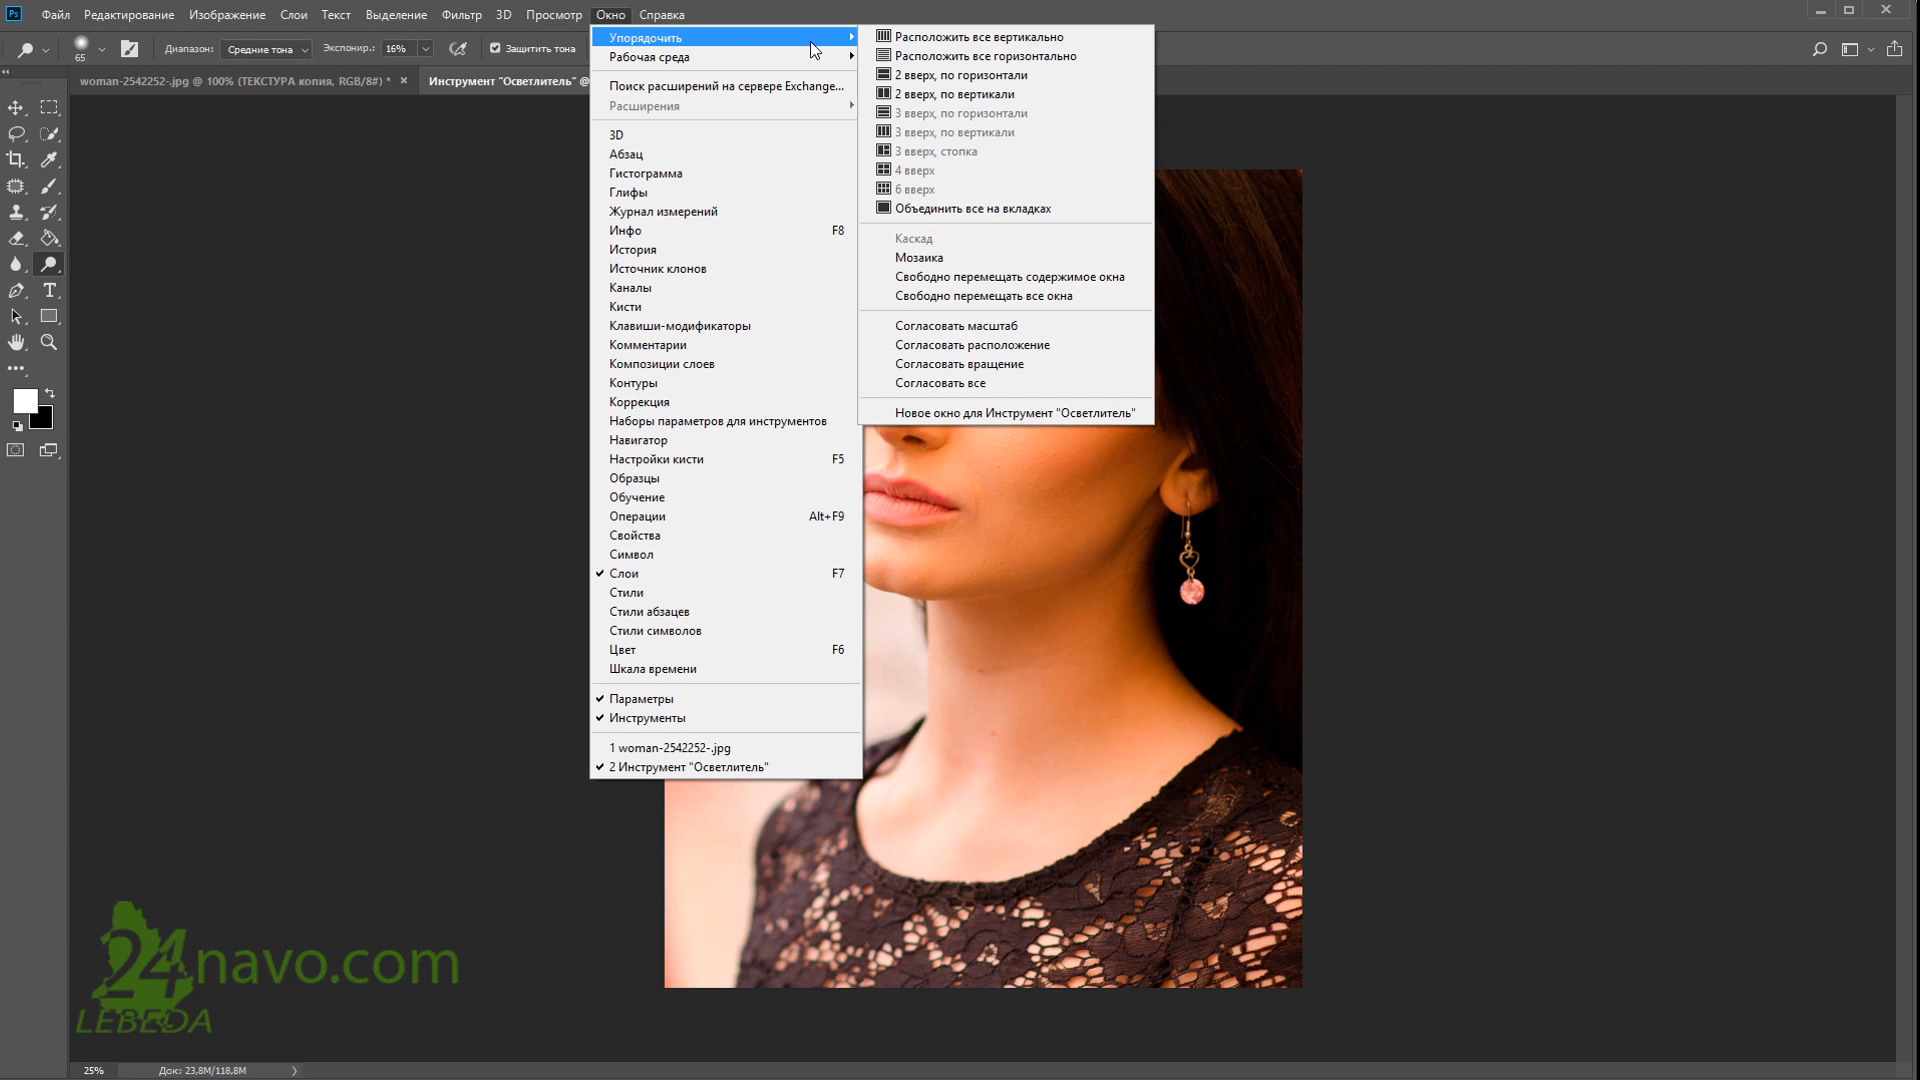 Ps Файл Редактирование Изображение Слои Текст Выделение Фильтр 3D Просмотр Окно Справка
65 Диапазон: Средние тона Экспонир.: 16% Защитить тона
woman-2542252-.jpg @ 100% (ТЕКСТУРА копия, RGB/8#) * × Инструмент "Осветлитель" @
Упорядочить
Рабочая среда
Поиск расширений на сервере Exchange...
Расширения
3D
Абзац
Гистограмма
Глифы
Журнал измерений
Инфо F8
История
Источник клонов
Каналы
Кисти
Клавиши-модификаторы
Комментарии
Композиции слоев
Контуры
Коррекция
Наборы параметров для инструментов
Навигатор
Настройки кисти F5
Образцы
Обучение
Операции Alt+F9
Свойства
Символ
Слои F7
Стили
Стили абзацев
Стили символов
Цвет F6
Шкала времени
Параметры
Инструменты
1 woman-2542252-.jpg
2 Инструмент "Осветлитель"
Расположить все вертикально
Расположить все горизонтально
2 вверх, по горизонтали
2 вверх, по вертикали
3 вверх, по горизонтали
3 вверх, по вертикали
3 вверх, стопка
4 вверх
6 вверх
Объединить все на вкладках
Каскад
Мозаика
Свободно перемещать содержимое окна
Свободно перемещать все окна
Согласовать масштаб
Согласовать расположение
Согласовать вращение
Согласовать все
Новое окно для Инструмент "Осветлитель"
24navo.com
LEBEDA
25% Док: 23,8M/118,8M